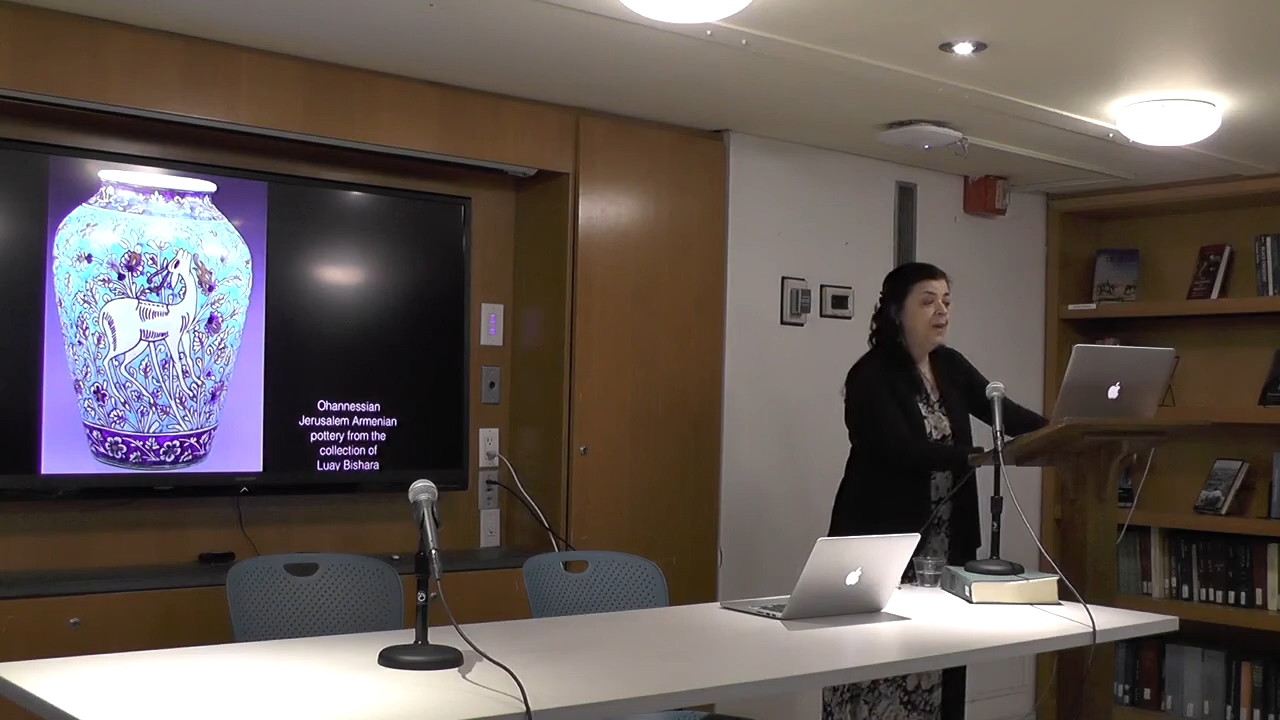 Ohannessian
Jerusalem Armenian
pottery from the
collection of
Luay Bishara